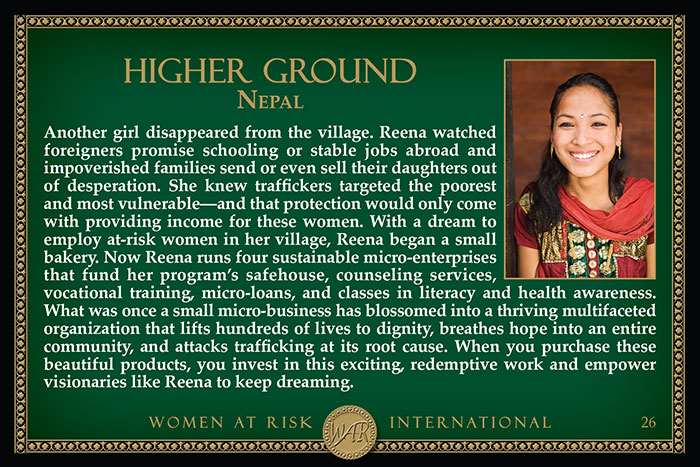 HIGHER GROUND
NEPAL
Another girl disappeared from the village. Reena watched
foreigners promise schooling or stable jobs abroad and
impoverished families send or even sell their daughters out
of desperation. She knew traffickers targeted the poorest
and most vulnerable—and that protection would only come
with providing income for these women. With a dream to
employ at-risk women in her village, Reena began a small
bakery. Now Reena runs four sustainable micro-enterprises
that fund her program's safehouse, counseling services,
vocational training, micro-loans, and classes in literacy and health awareness.
What was once a small micro-business has blossomed into a thriving multifaceted
organization that lifts hundreds of lives to dignity, breathes hope into an entire
community, and attacks trafficking at its root cause. When you purchase these
beautiful products, you invest in this exciting, redemptive work and empower
visionaries like Reena to keep dreaming.
WOMEN AT RISK WAR INTERNATIONAL 26